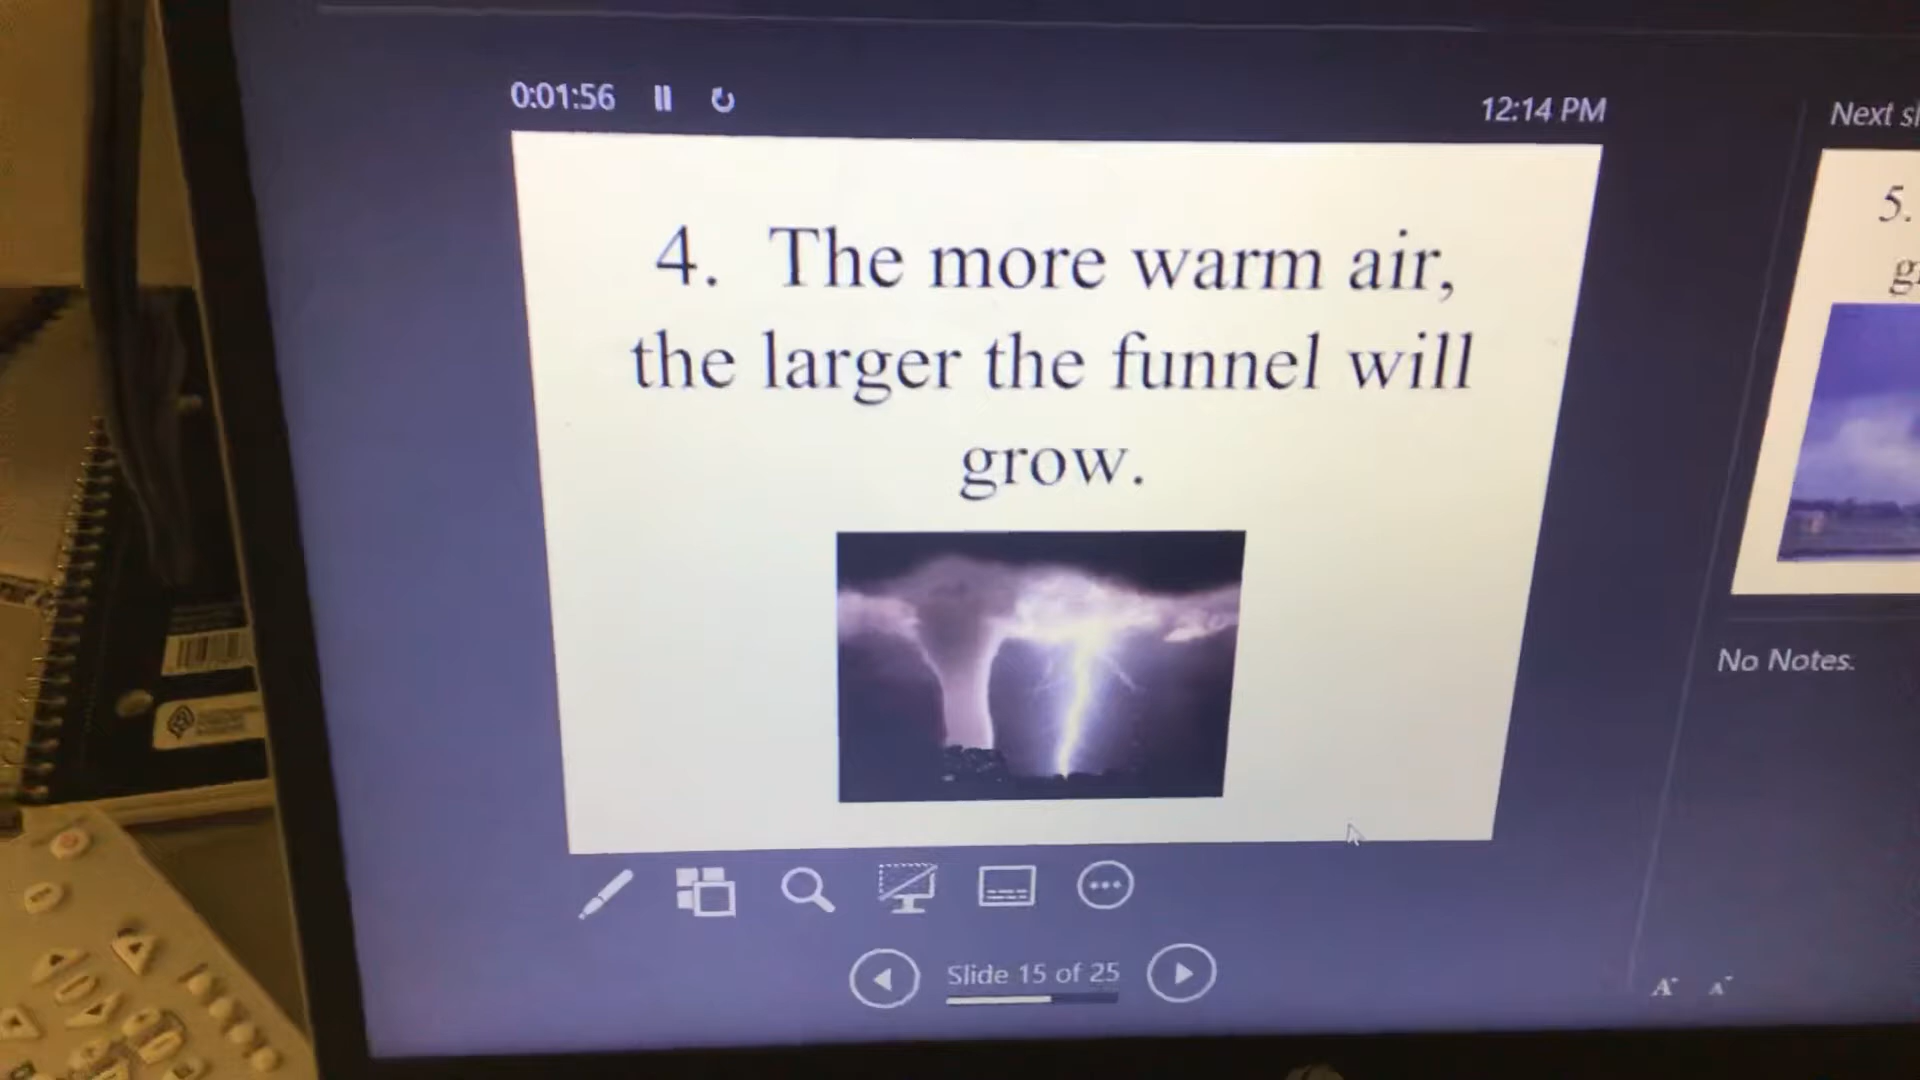 0:01:56
12:14 PM
4. The more warm air,
the larger the funnel will
grow.
Slide 15 of 25
Next
5.
No Notes.
A A